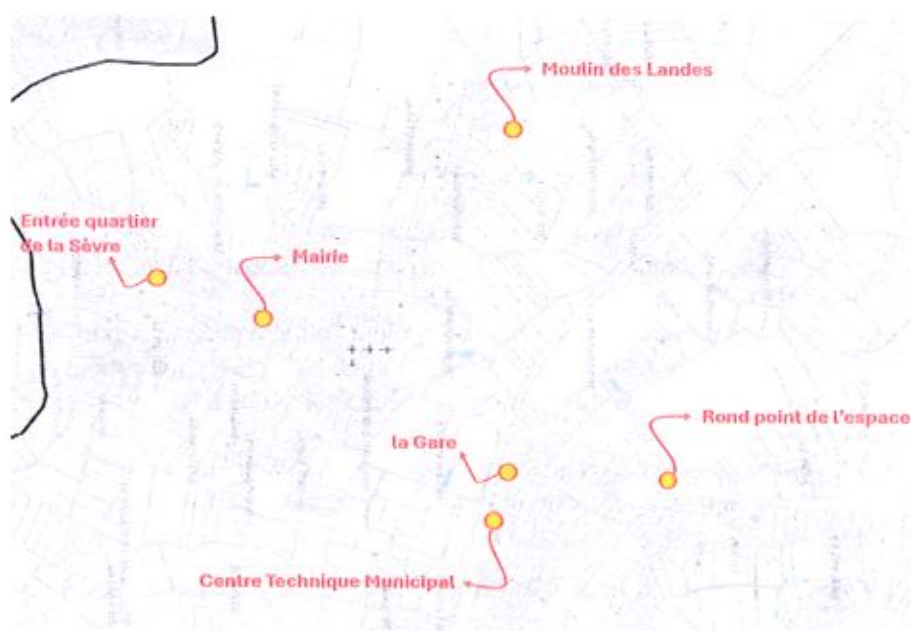 Moulin des Landes
Entrée quartier
de la Sèvre
Mairie
Rond point de l'espace
la Gare
Centre Technique Municipal